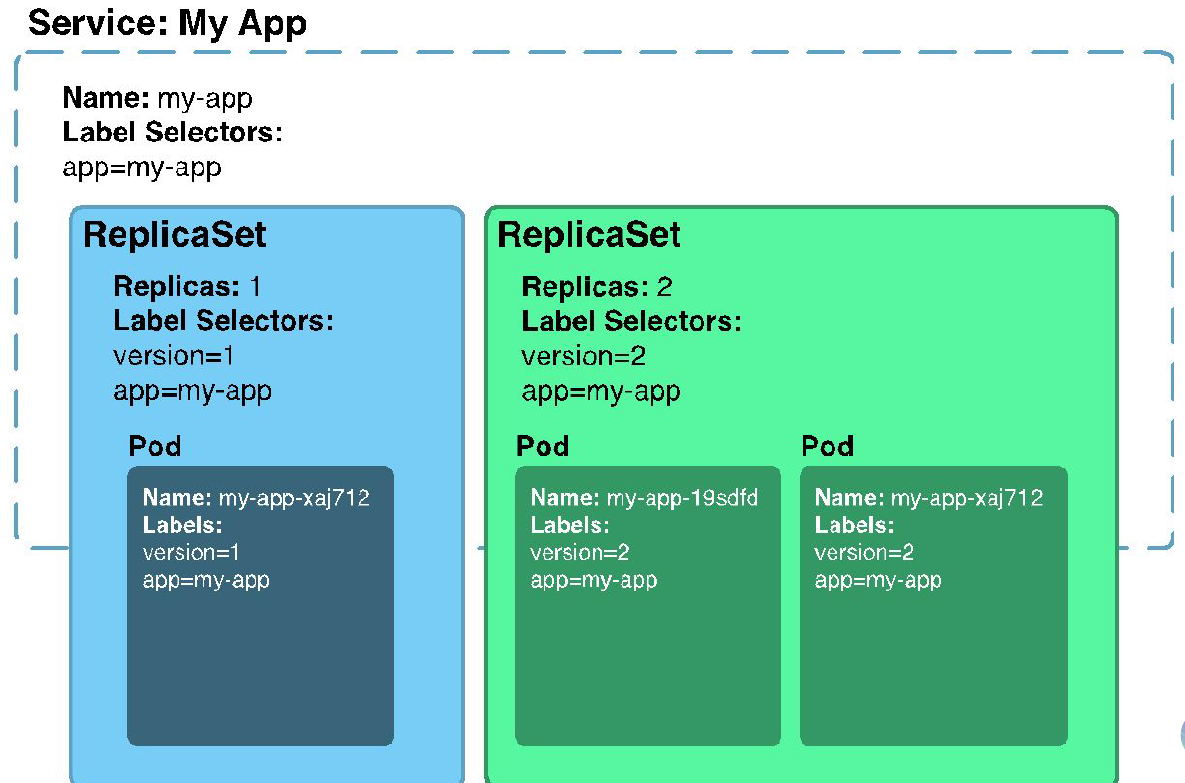 Service: My App
Name: my-app
Label Selectors:
app=my-app
ReplicaSet
Replicas: 1
Label Selectors:
version=1
app=my-app
Pod
Name: my-app-xaj712
Labels:
version=1
app=my-app
ReplicaSet
Replicas: 2
Label Selectors:
version=2
app=my-app
Pod
Name: my-app-19sdfd
Labels:
version=2
app=my-app
Pod
Name: my-app-xaj712
Labels:
version=2
app=my-app